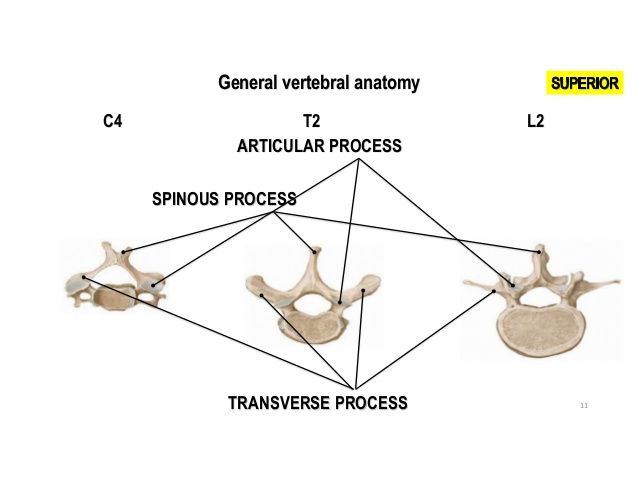 General vertebral anatomy
SUPERIOR
C4 T2 L2
ARTICULAR PROCESS
SPINOUS PROCESS
TRANSVERSE PROCESS
11